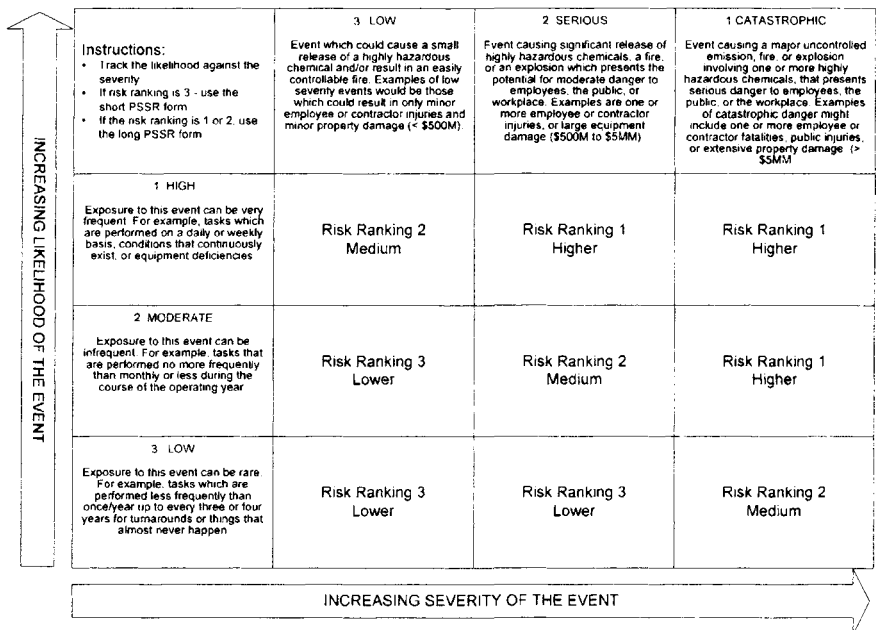 INCREASING LIKELIHOOD OF THE EVENT
Instructions:
• Track the likelihood against the
severity
• If risk ranking is 3 - use the
short PSSR form
• If the risk ranking is 1 or 2, use
the long PSSR form
3 LOW
Event which could cause a small
release of a highly hazardous
chemical and/or result in an easily
controllable fire. Examples of low
severity events would be those
which could result in only minor
employee or contractor injuries and
minor property damage (< $500M).
2 SERIOUS
Event causing significant release of
highly hazardous chemicals, a fire,
or an explosion which presents the
potential for moderate danger to
employees, the public, or
workplace. Examples are one or
more employee or contractor
injuries, or large equipment
damage ($500M to $5MM)
1 CATASTROPHIC
Event causing a major uncontrolled
emission, fire, or explosion
involving one or more highly
hazardous chemicals, that presents
serious danger to employees, the
public, or the workplace. Examples
of catastrophic danger might
include one or more employee or
contractor fatalities, public injuries,
or extensive property damage (>
$5MM
1 HIGH
Exposure to this event can be very
frequent. For example, tasks which
are performed on a daily or weekly
basis, conditions that continuously
exist, or equipment deficiencies
Risk Ranking 2
Medium
Risk Ranking 1
Higher
Risk Ranking 1
Higher
2 MODERATE
Exposure to this event can be
infrequent. For example, tasks that
are performed no more frequently
than monthly or less during the
course of the operating year
Risk Ranking 3
Lower
Risk Ranking 2
Medium
Risk Ranking 1
Higher
3 LOW
Exposure to this event can be rare.
For example, tasks which are
performed less frequently than
once/year up to every three or four
years for turnarounds or things that
almost never happen
Risk Ranking 3
Lower
Risk Ranking 3
Lower
Risk Ranking 2
Medium
INCREASING SEVERITY OF THE EVENT